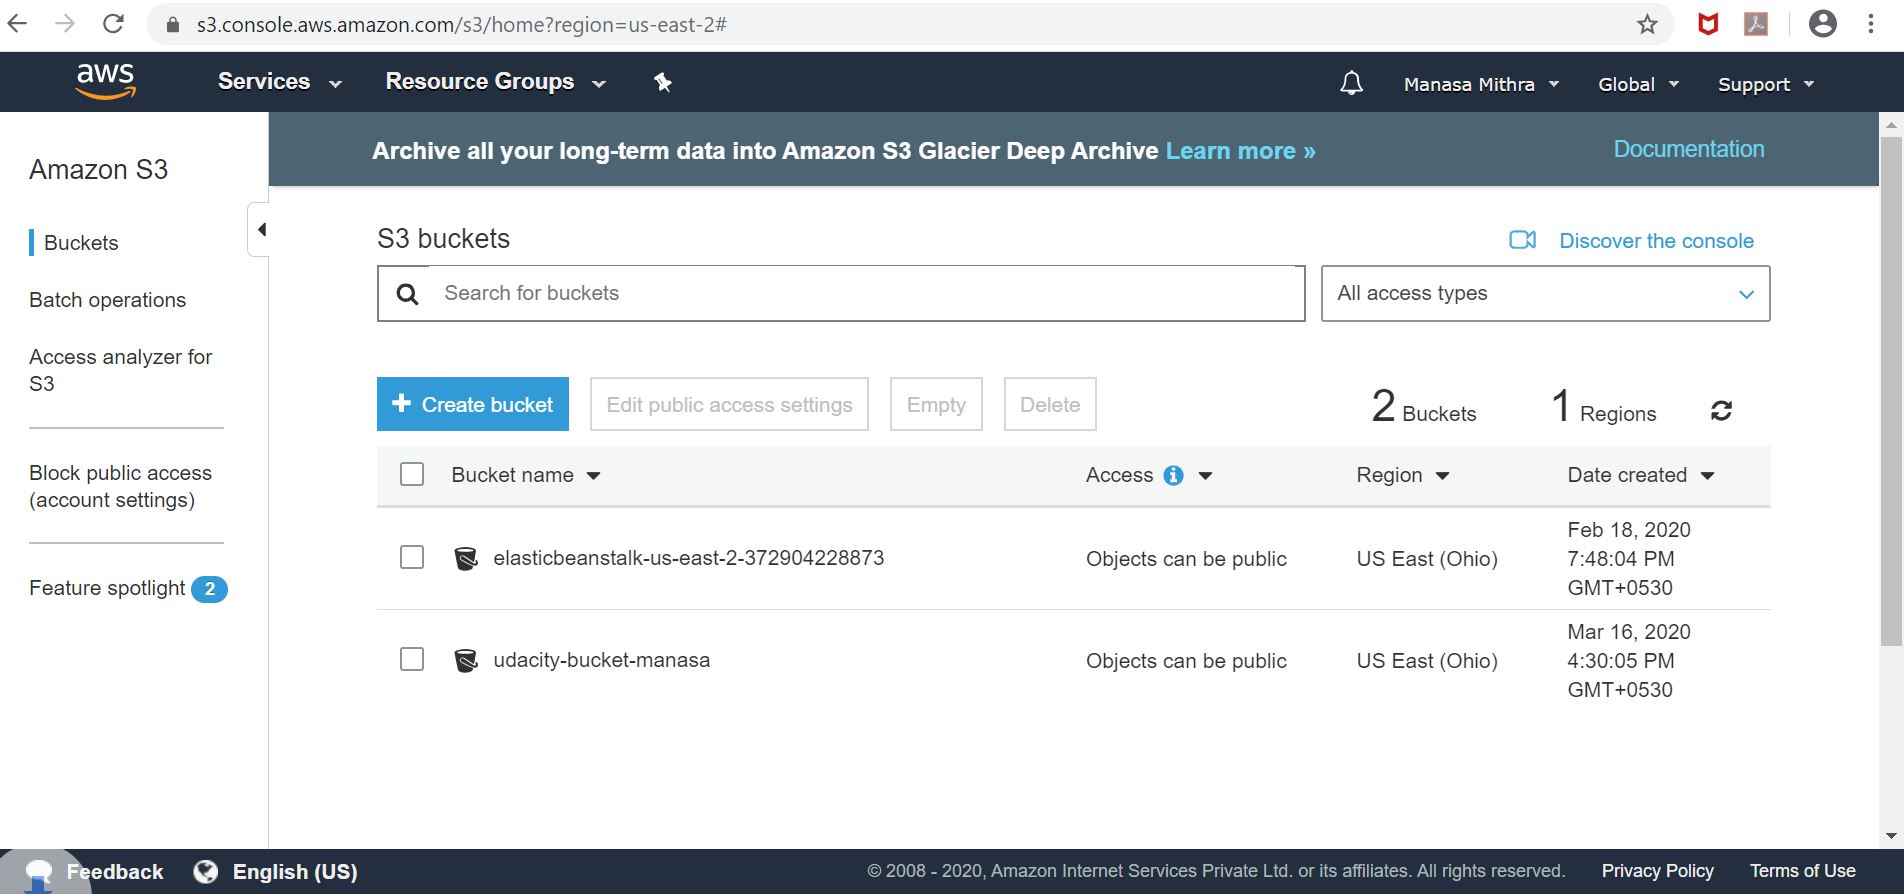 s3.console.aws.amazon.com/s3/home?region=us-east-2#
aws Services Resource Groups Manasa Mithra Global Support
Archive all your long-term data into Amazon S3 Glacier Deep Archive Learn more » Documentation
Amazon S3
Buckets
Batch operations
Access analyzer for
S3
Block public access
(account settings)
Feature spotlight 2
S3 buckets
Discover the console
Search for buckets
All access types
+ Create bucket Edit public access settings Empty Delete
2 Buckets 1 Regions
Bucket name Access Region Date created
elasticbeanstalk-us-east-2-372904228873 Objects can be public US East (Ohio) Feb 18, 2020
7:48:04 PM
GMT+0530
udacity-bucket-manasa Objects can be public US East (Ohio) Mar 16, 2020
4:30:05 PM
GMT+0530
Feedback English (US) © 2008 - 2020, Amazon Internet Services Private Ltd. or its affiliates. All rights reserved. Privacy Policy Terms of Use